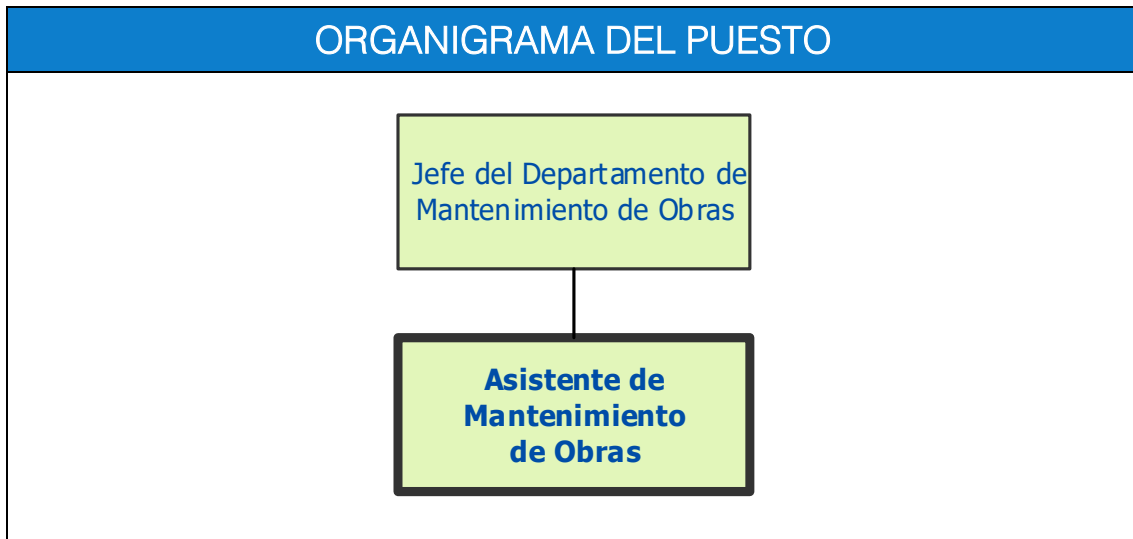 ORGANIGRAMA DEL PUESTO
Jefe del Departamento de
Mantenimiento de Obras
Asistente de
Mantenimiento
de Obras